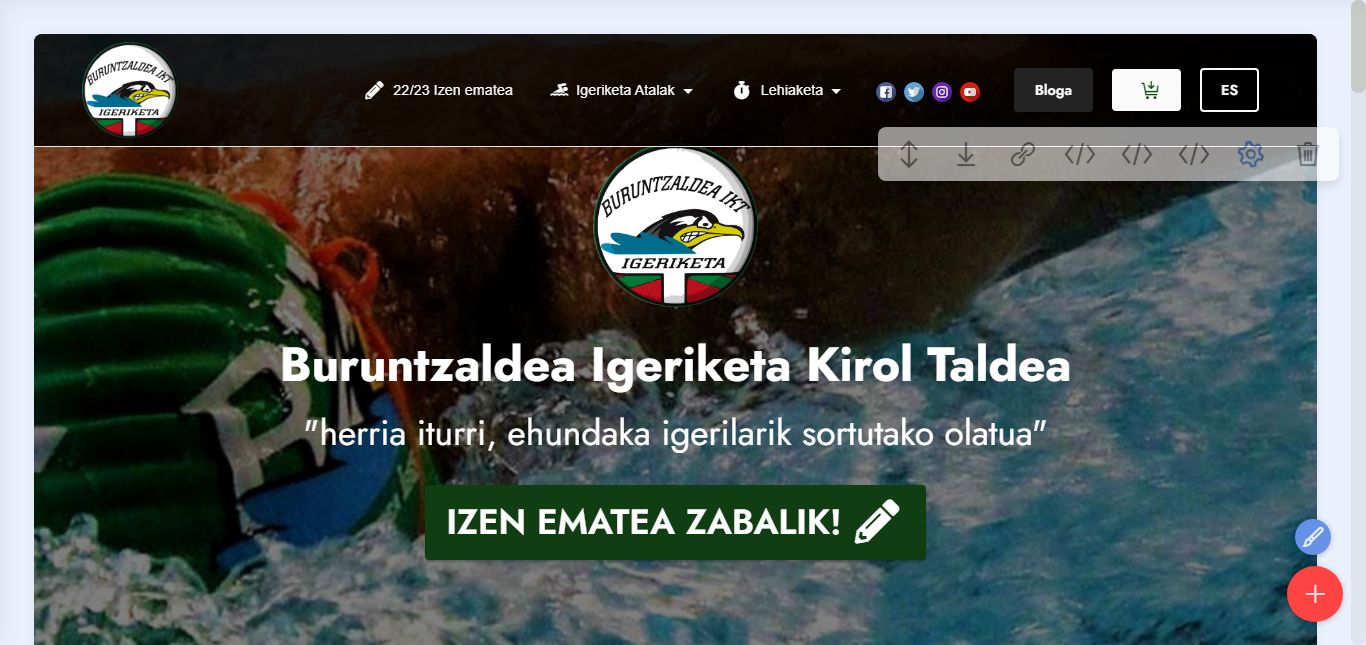 BURUNTZALDEA IKT
IGERIKETA
22/23 Izen ematea
Igeriketa Atalak
Lehiaketa
Bloga
ES
BURUNTZALDEA IKT
IGERIKETA
Buruntzaldea Igeriketa Kirol Taldea
"herria iturri, ehundaka igerilarik sortutako olatua"
IZEN EMATEA ZABALIK!